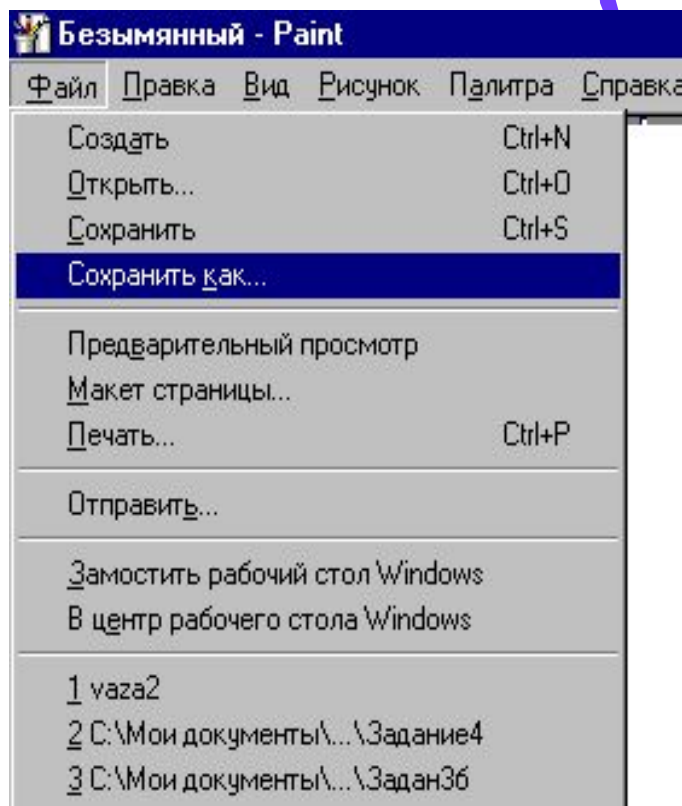 Безымянный - Paint
Файл Правка Вид Рисунок Палитра Справка
Создать Ctrl+N
Открыть... Ctrl+O
Сохранить Ctrl+S
Сохранить как...
Предварительный просмотр
Макет страницы...
Печать... Ctrl+P
Отправить...
Замостить рабочий стол Windows
В центр рабочего стола Windows
1 vaza2
2 C:\Мои документы\...\Задание4
3 C:\Мои документы\...\Задан3б